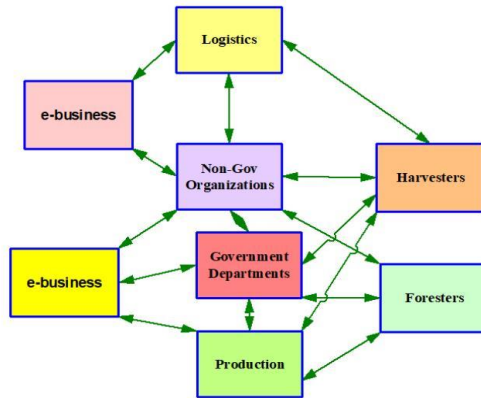 Logistics
e-business
Non-Gov
Organizations
Harvesters
Government
Departments
e-business
Foresters
Production